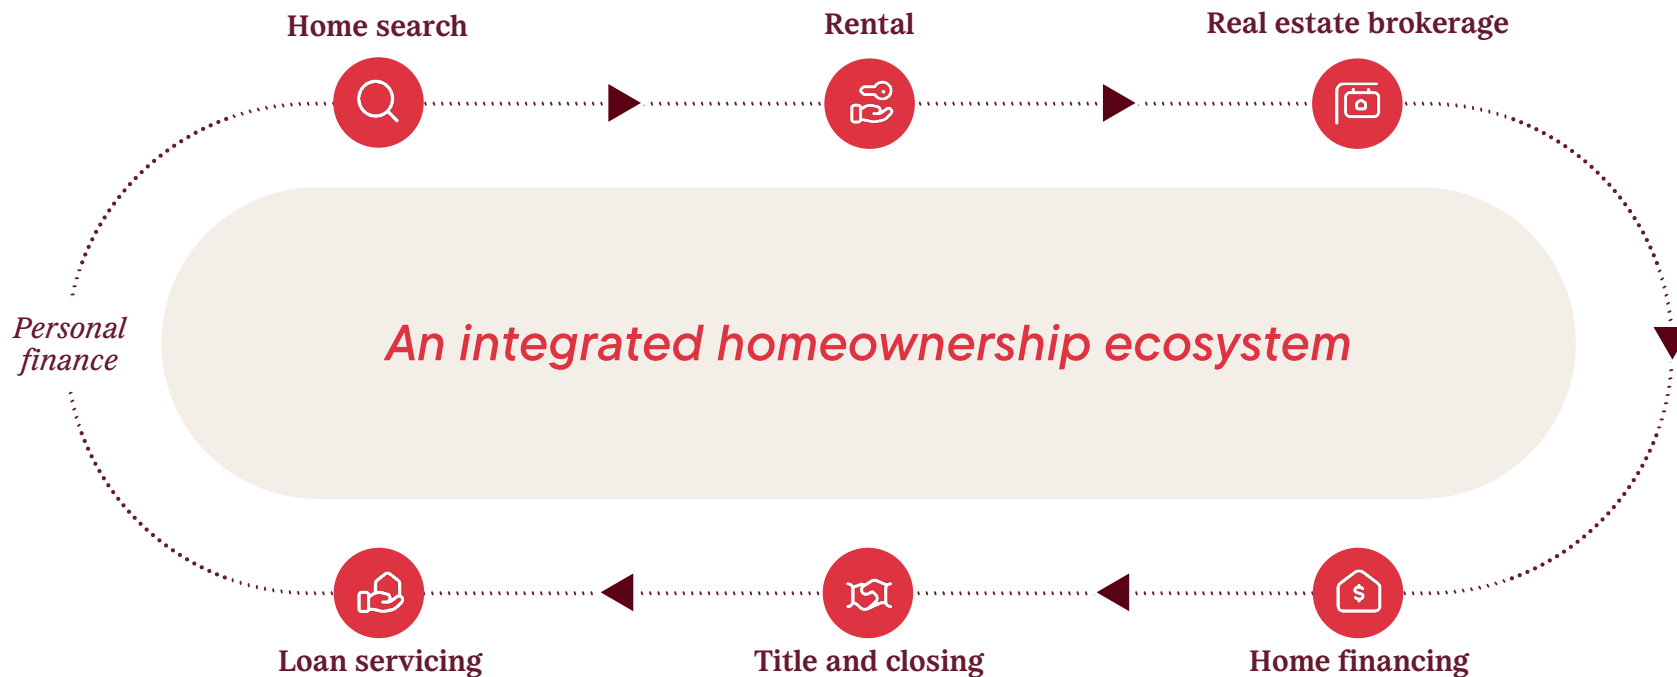 Home search
Rental
Real estate brokerage
Personal
finance
An integrated homeownership ecosystem
$
Loan servicing
Title and closing
Home financing